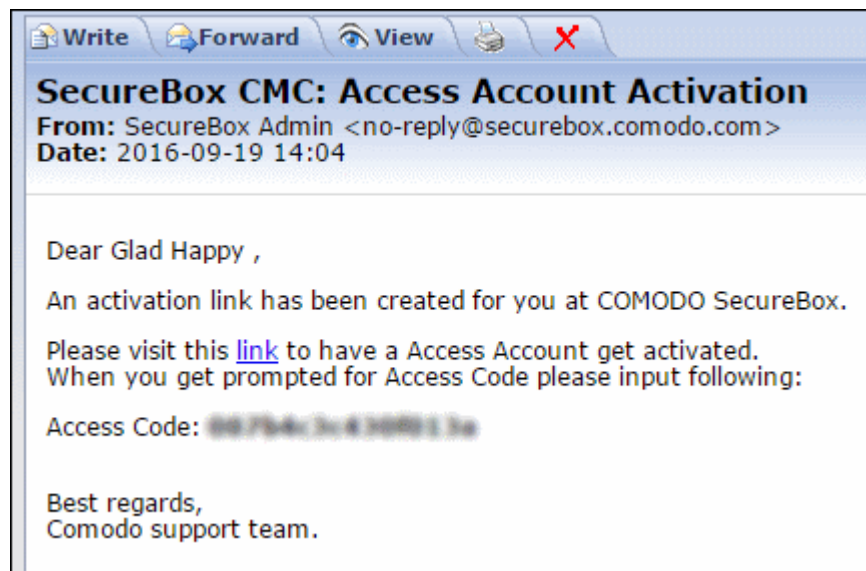 Write Forward View
SecureBox CMC: Access Account Activation
From: SecureBox Admin <no-reply@securebox.comodo.com>
Date: 2016-09-19 14:04
Dear Glad Happy ,
An activation link has been created for you at COMODO SecureBox.
Please visit this link to have a Access Account get activated.
When you get prompted for Access Code please input following:
Access Code:
Best regards,
Comodo support team.